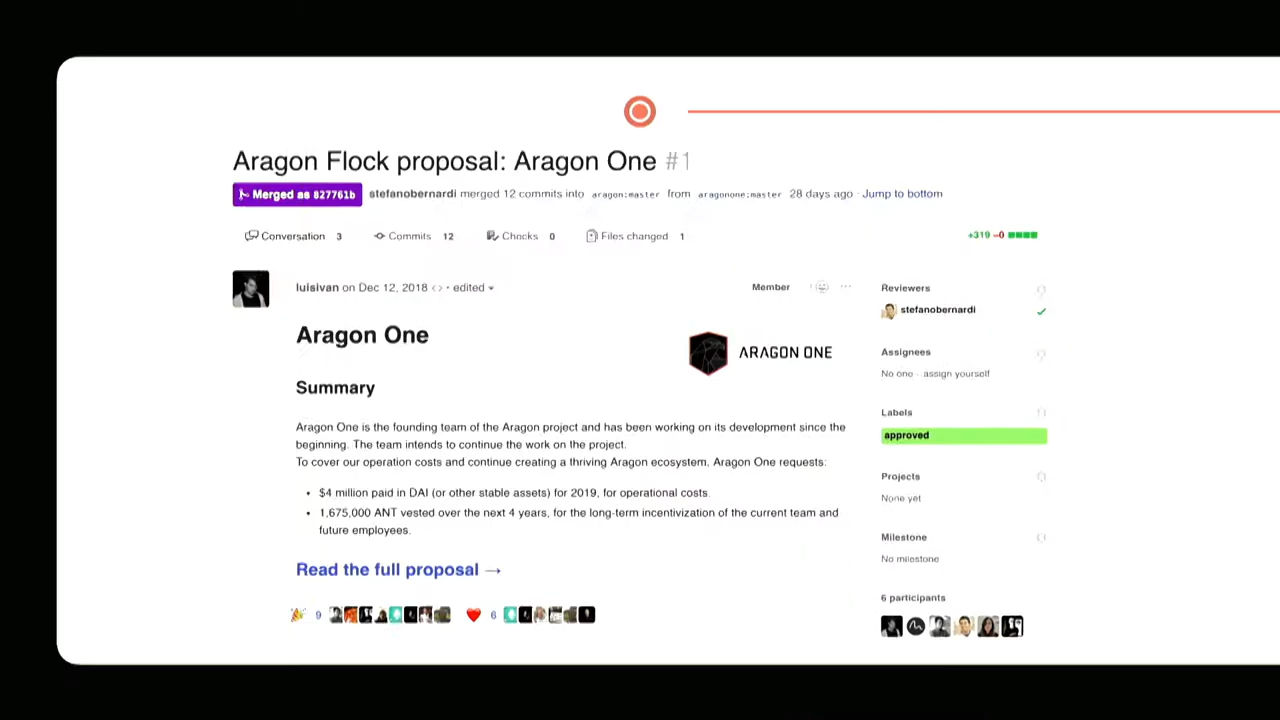 Aragon Flock proposal: Aragon One #1
Merged as 827761b stefanobernardi merged 12 commits into aragon:master from aragonone:master 28 days ago · Jump to bottom
Conversation 3 Commits 12 Checks 0 Files changed 1 +319 −0
luisivan on Dec 12, 2018 <> • edited Member
Aragon One
ARAGON ONE
Summary
Aragon One is the founding team of the Aragon project and has been working on its development since the
beginning. The team intends to continue the work on the project.
To cover our operation costs and continue creating a thriving Aragon ecosystem, Aragon One requests:
• $4 million paid in DAI (or other stable assets) for 2019, for operational costs.
• 1,675,000 ANT vested over the next 4 years, for the long-term incentivization of the current team and
future employees.
Read the full proposal →
9 6
Reviewers
stefanobernardi
Assignees
No one - assign yourself
Labels
approved
Projects
None yet
Milestone
No milestone
6 participants